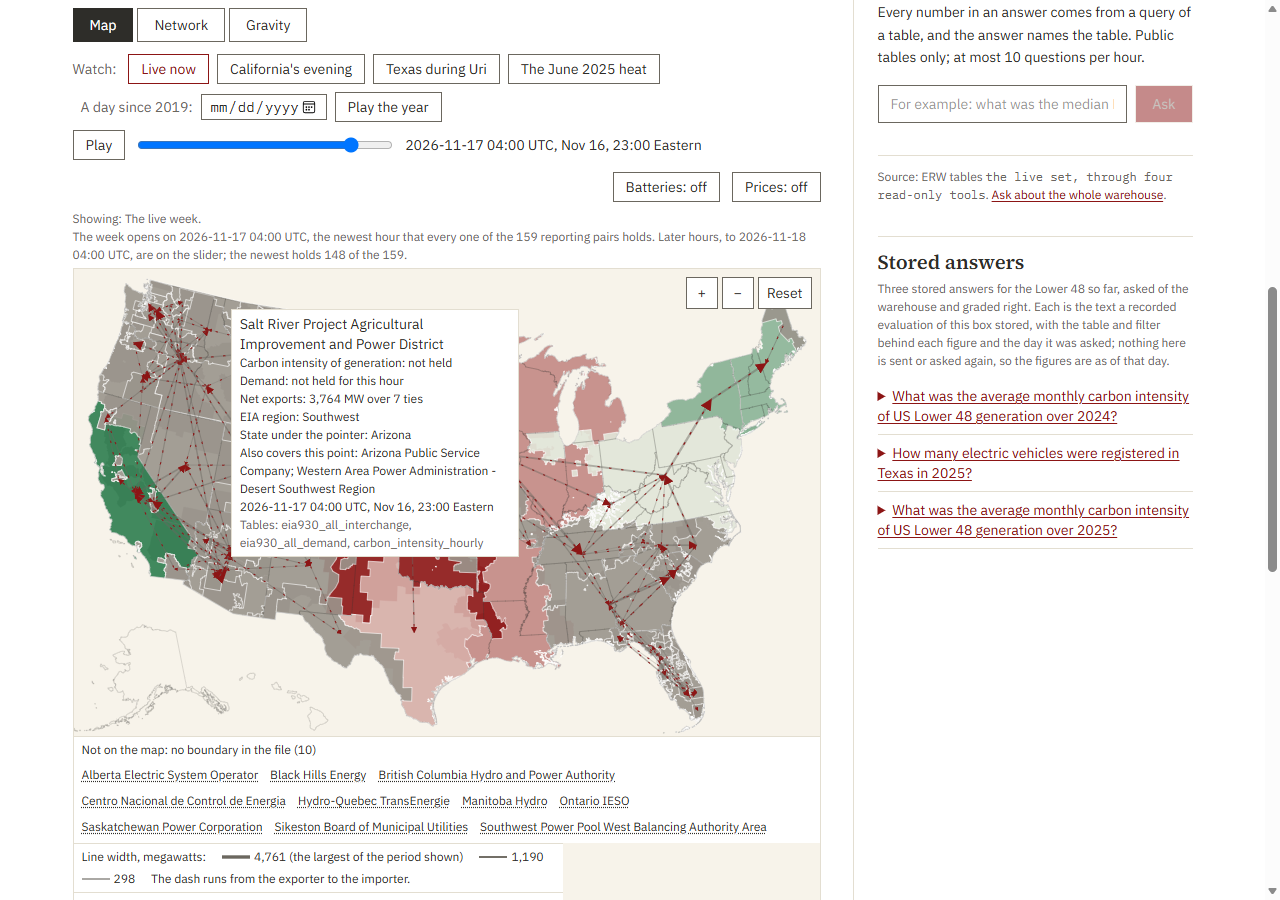 Map
Network
Gravity
Watch:
Live now
California's evening
Texas during Uri
The June 2025 heat
A day since 2019:
mm/dd/yyyy
Play the year
Play
2026-11-17 04:00 UTC, Nov 16, 23:00 Eastern
Batteries: off
Prices: off
Showing: The live week.
The week opens on 2026-11-17 04:00 UTC, the newest hour that every one of the 159 reporting pairs holds. Later hours, to 2026-11-18
04:00 UTC, are on the slider; the newest holds 148 of the 159.
+
−
Reset
Salt River Project Agricultural
Improvement and Power District
Carbon intensity of generation: not held
Demand: not held for this hour
Net exports: 3,764 MW over 7 ties
EIA region: Southwest
State under the pointer: Arizona
Also covers this point: Arizona Public Service
Company; Western Area Power Administration -
Desert Southwest Region
2026-11-17 04:00 UTC, Nov 16, 23:00 Eastern
Tables: eia930_all_interchange,
eia930_all_demand, carbon_intensity_hourly
Not on the map: no boundary in the file (10)
Alberta Electric System Operator
Black Hills Energy
British Columbia Hydro and Power Authority
Centro Nacional de Control de Energia
Hydro-Quebec TransEnergie
Manitoba Hydro
Ontario IESO
Saskatchewan Power Corporation
Sikeston Board of Municipal Utilities
Southwest Power Pool West Balancing Authority Area
Line width, megawatts:
4,761 (the largest of the period shown)
1,190
298
The dash runs from the exporter to the importer.
Every number in an answer comes from a query of
a table, and the answer names the table. Public
tables only; at most 10 questions per hour.
For example: what was the median
Ask
Source: ERW tables the live set, through four
read-only tools. Ask about the whole warehouse.
Stored answers
Three stored answers for the Lower 48 so far, asked of the
warehouse and graded right. Each is the text a recorded
evaluation of this box stored, with the table and filter
behind each figure and the day it was asked; nothing here
is sent or asked again, so the figures are as of that day.
What was the average monthly carbon intensity
of US Lower 48 generation over 2024?
How many electric vehicles were registered in
Texas in 2025?
What was the average monthly carbon intensity
of US Lower 48 generation over 2025?